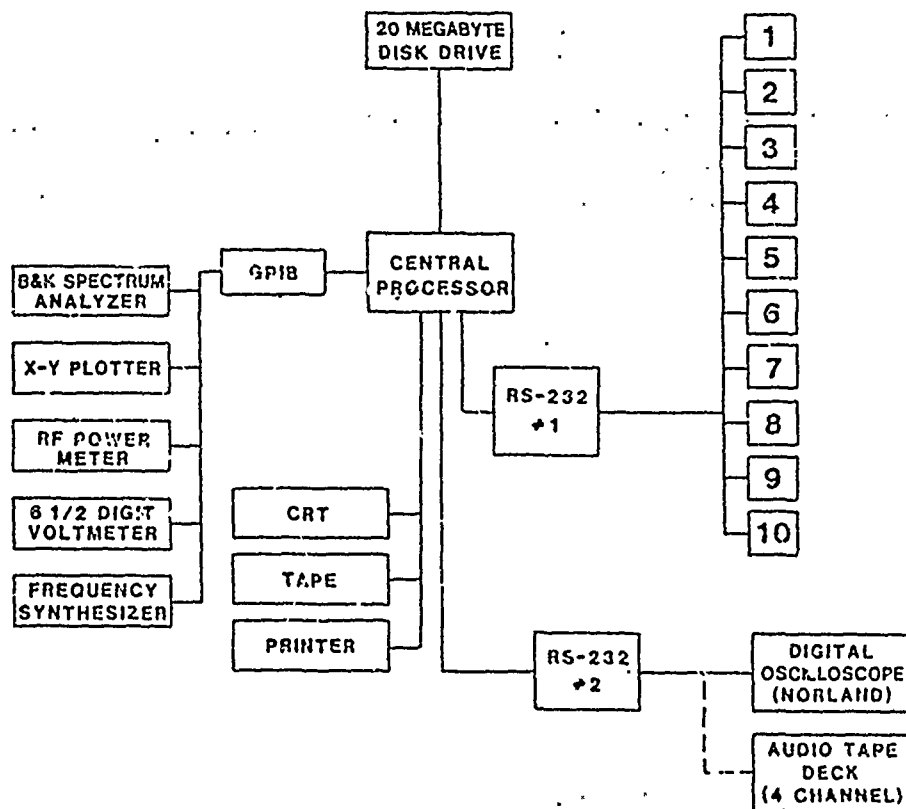 20 MEGABYTE
DISK DRIVE
1
2
3
4
5
6
7
8
9
10
CENTRAL
PROCESSOR
GPIB
B&K SPECTRUM
ANALYZER
X-Y PLOTTER
RF POWER
METER
6 1/2 DIGIT
VOLTMETER
FREQUENCY
SYNTHESIZER
RS-232
#1
CRT
TAPE
PRINTER
RS-232
#2
DIGITAL
OSCILLOSCOPE
(NORLAND)
AUDIO TAPE
DECK
(4 CHANNEL)